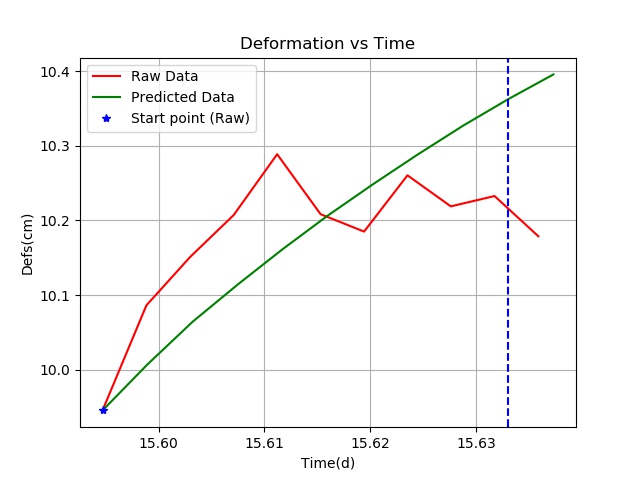 Deformation vs Time
Raw Data
Predicted Data
Start point (Raw)
10.4
10.3
10.2
10.1
10.0
Defs(cm)
15.60
15.61
15.62
15.63
Time(d)